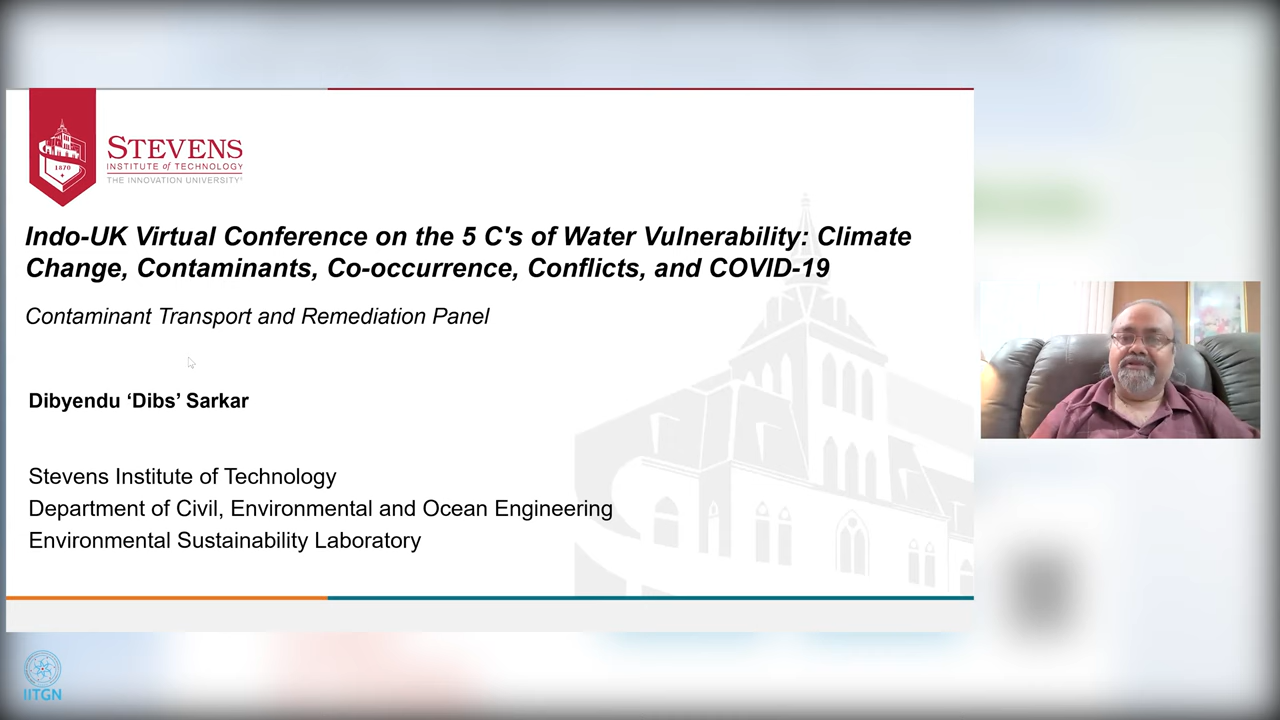 1870
STEVENS
INSTITUTE of TECHNOLOGY
THE INNOVATION UNIVERSITY®
Indo-UK Virtual Conference on the 5 C's of Water Vulnerability: Climate
Change, Contaminants, Co-occurrence, Conflicts, and COVID-19
Contaminant Transport and Remediation Panel
Dibyendu ‘Dibs’ Sarkar
Stevens Institute of Technology
Department of Civil, Environmental and Ocean Engineering
Environmental Sustainability Laboratory
IITGN